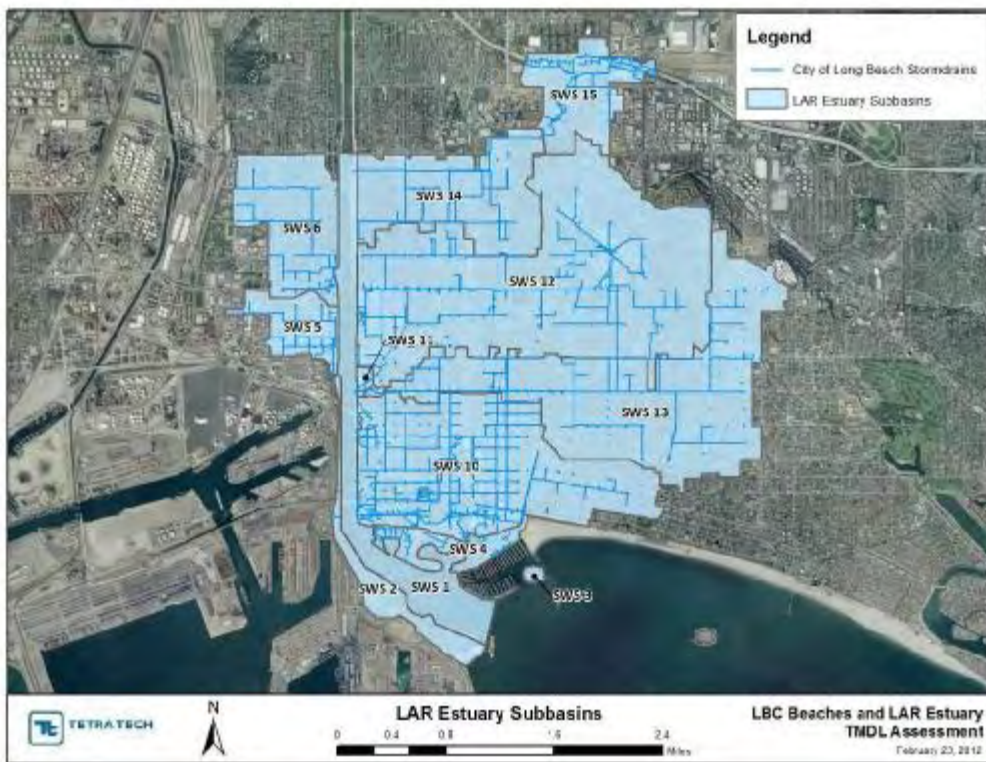 Legend
City of Long Beach Stormdrains
LAR Estuary Subbasins
SWS 15
SWS 14
SWS 6
SWS 12
SWS 5
SWS 11
SWS 13
SWS 10
SWS 4
SWS 2
SWS 1
SWS 3
TETRA TECH
N
LAR Estuary Subbasins
0 0.4 0.8 1.6 2.4
Miles
LBC Beaches and LAR Estuary
TMDL Assessment
February 23, 2012